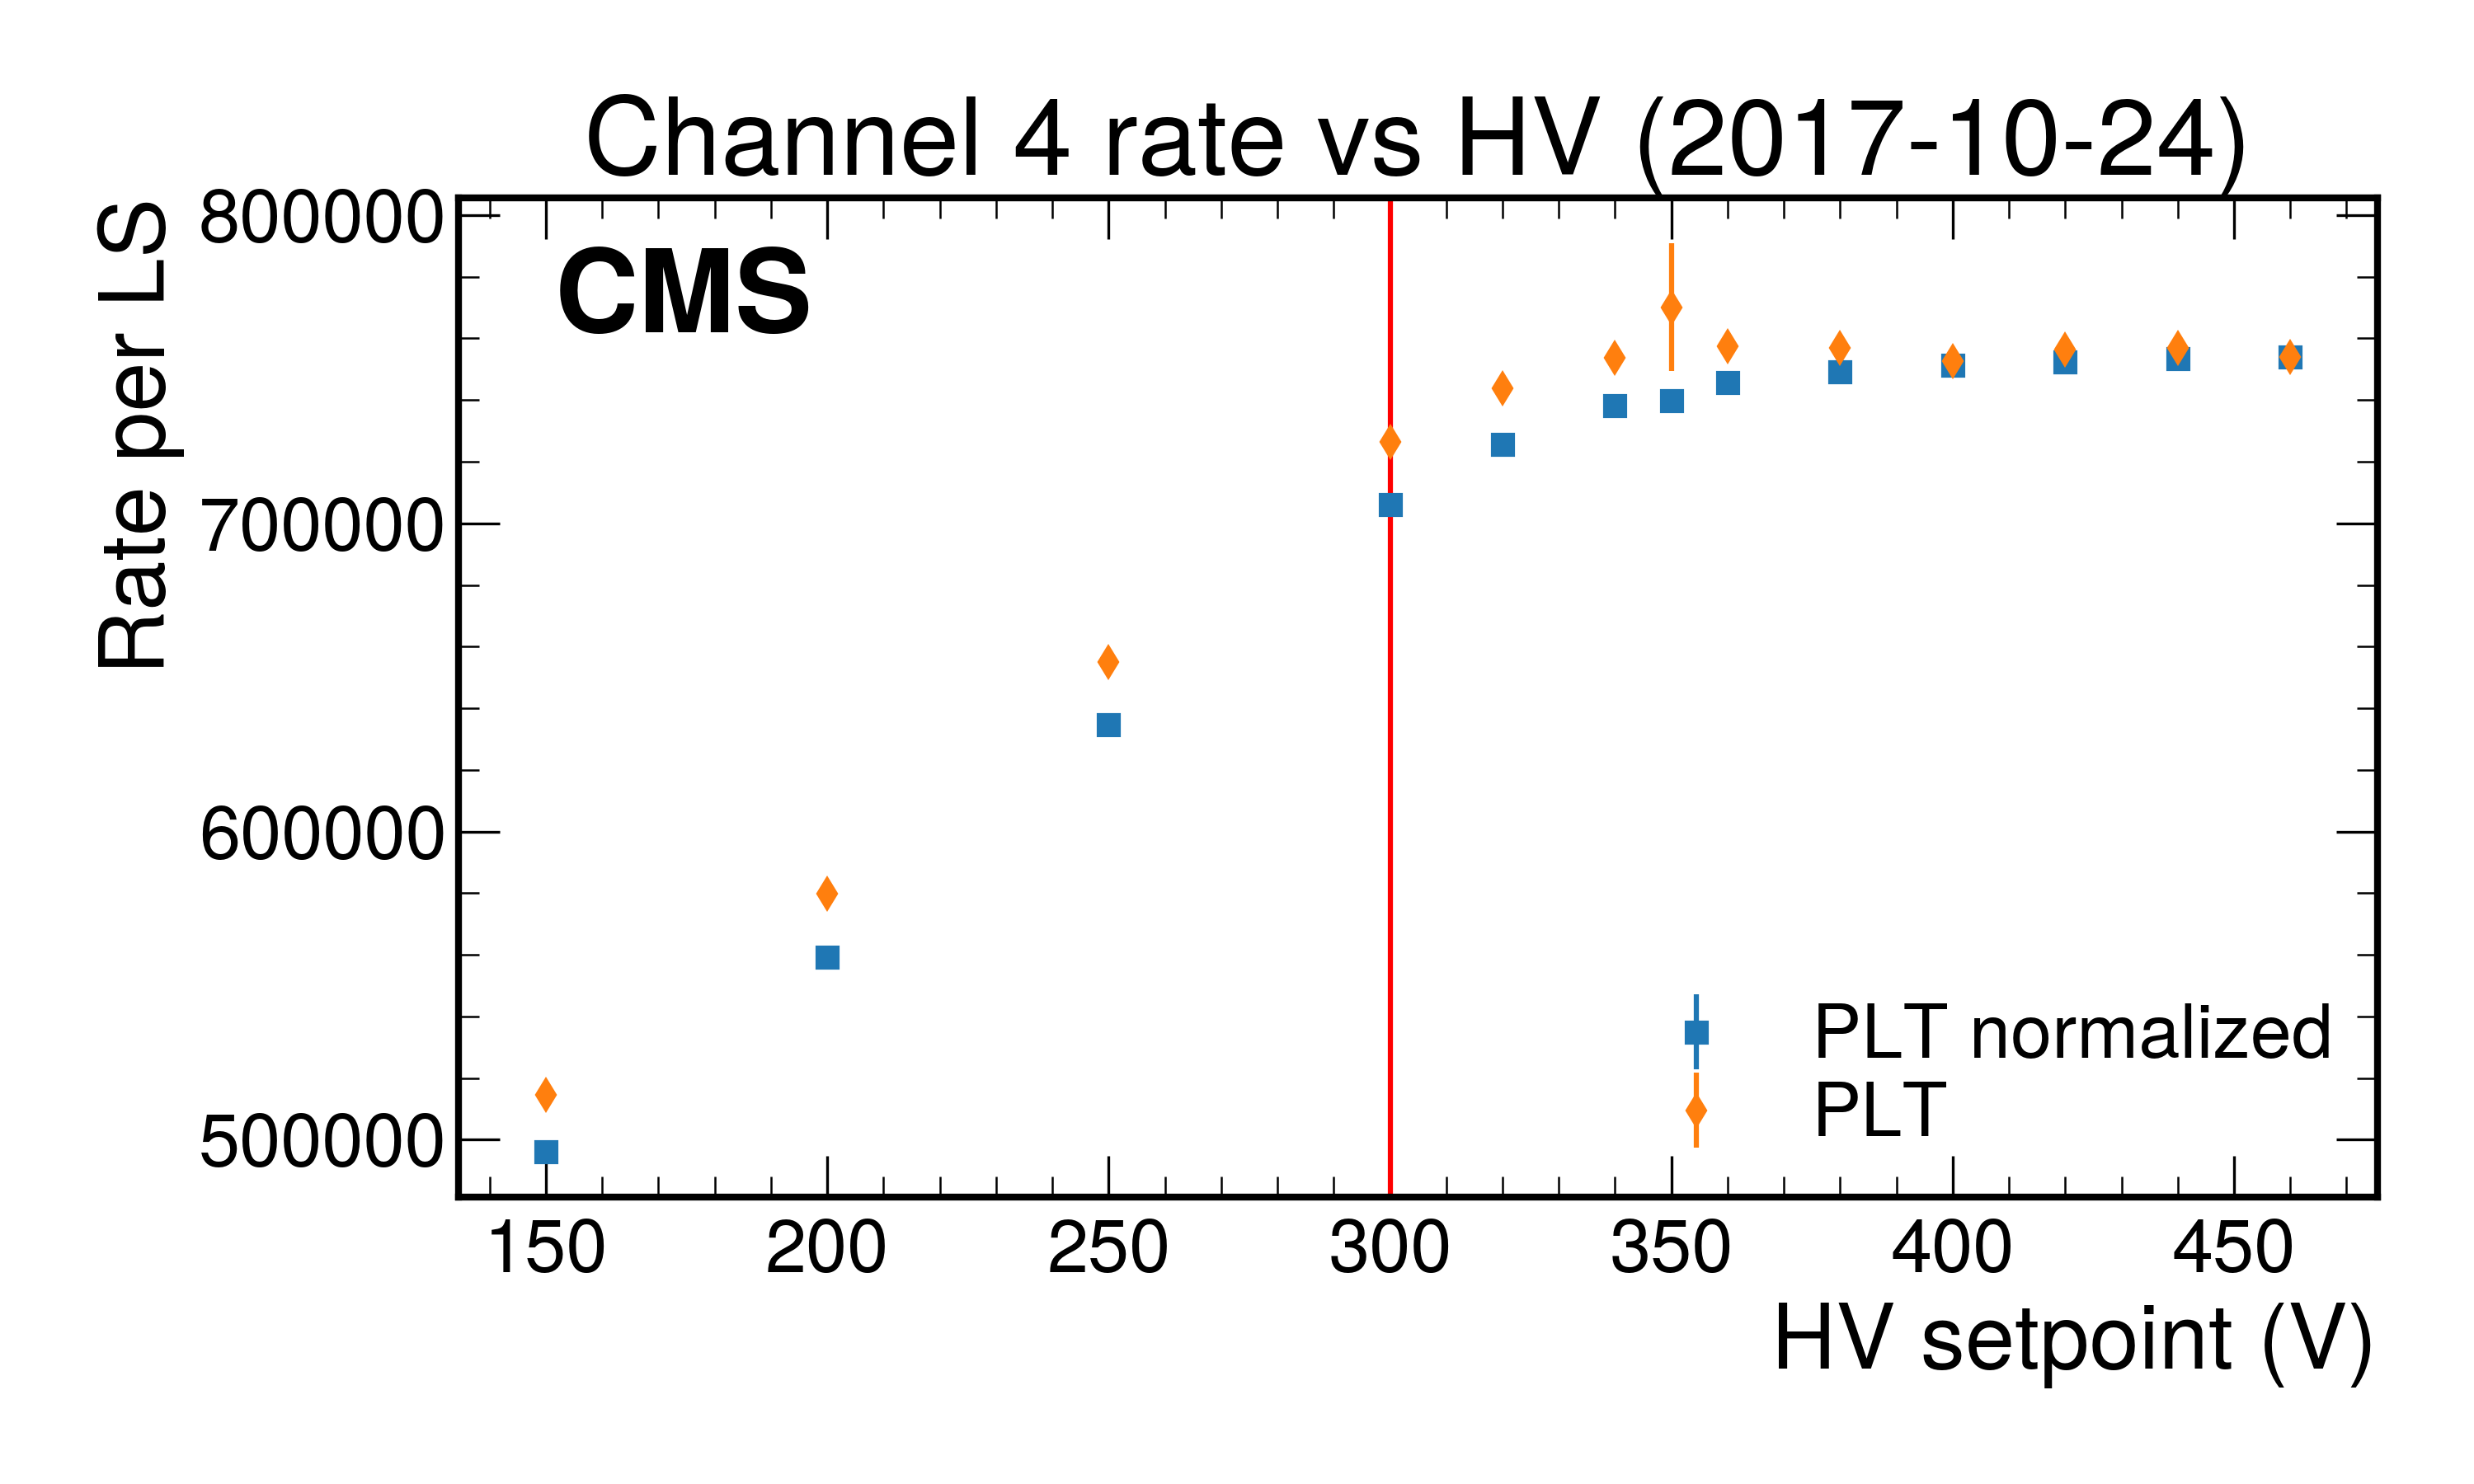 Channel 4 rate vs HV (2017-10-24)
CMS
Rate per LS
800000
700000
600000
500000
PLT normalized
PLT
150 200 250 300 350 400 450
HV setpoint (V)